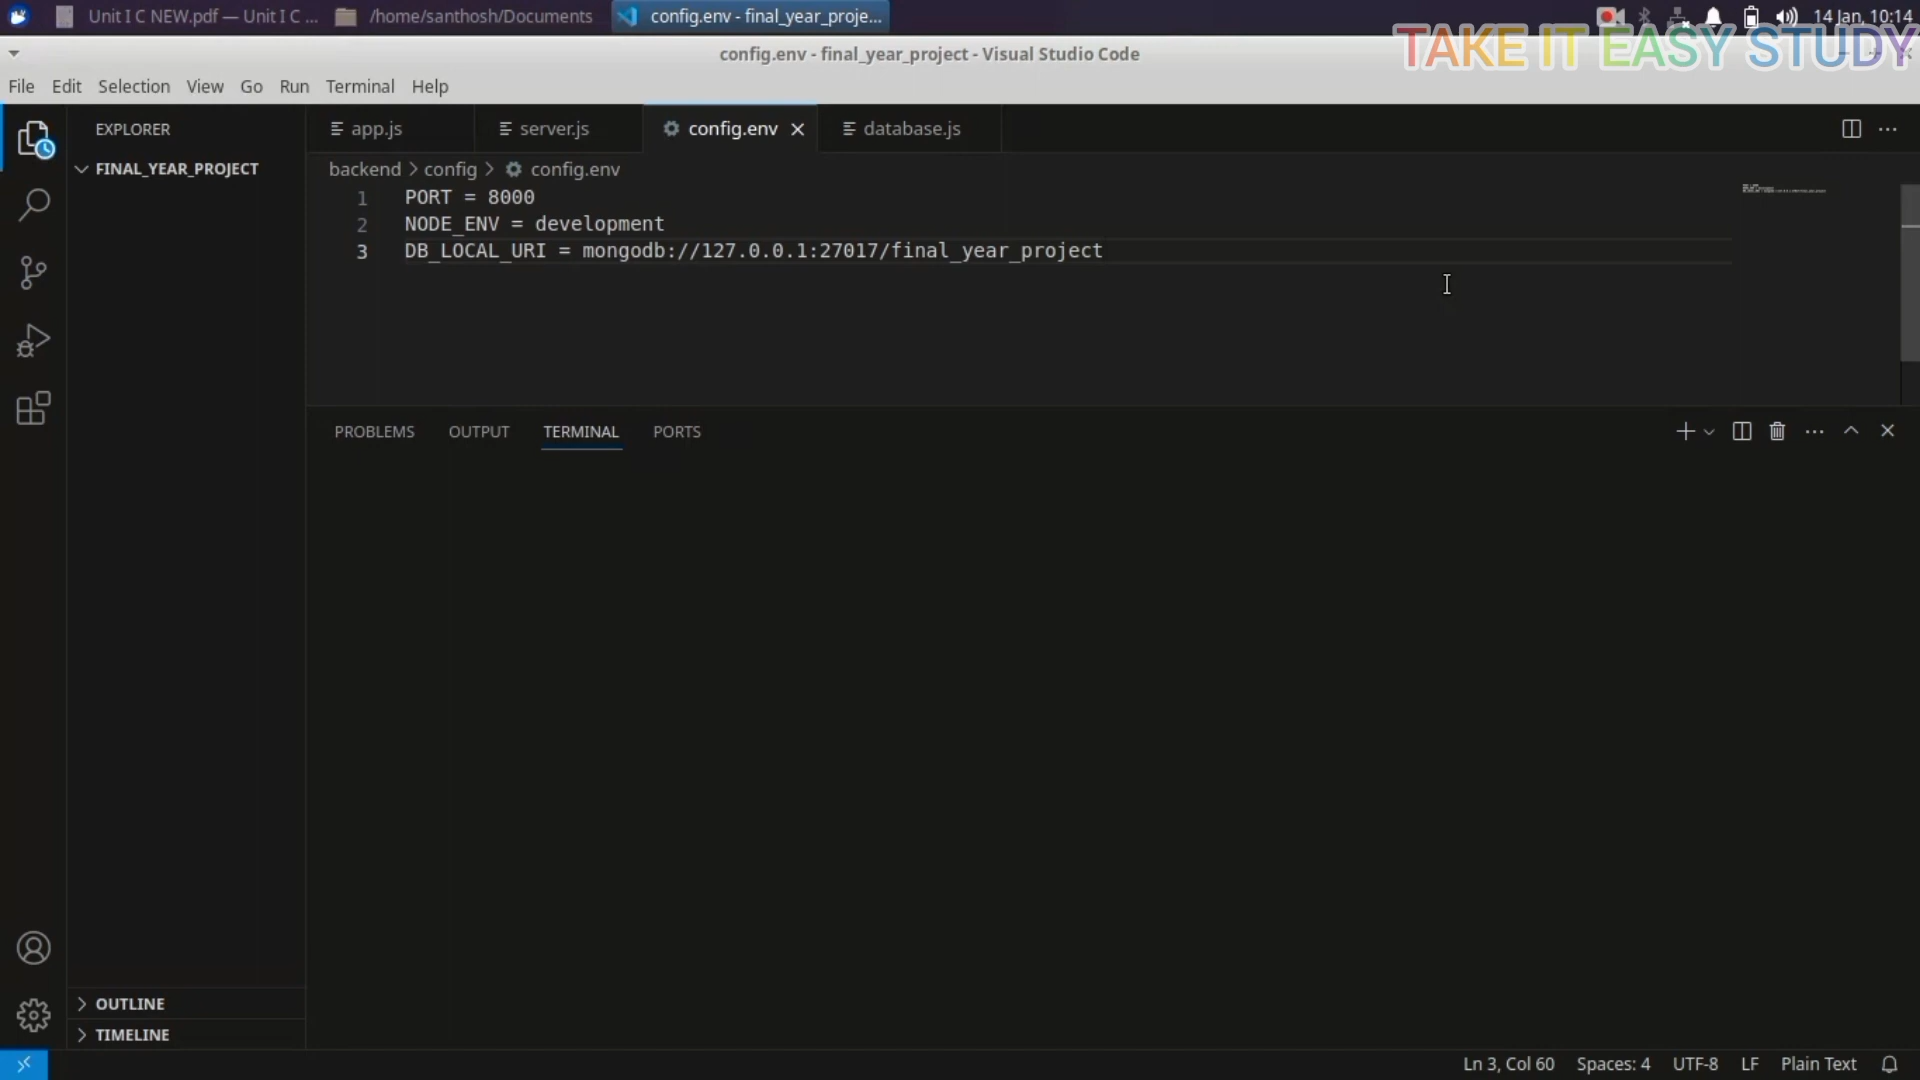 Unit I C NEW.pdf — Unit I C ...
/home/santhosh/Documents
config.env - final_year_proje...
14 Jan, 10:14
TAKE IT EASY STUDY
config.env - final_year_project - Visual Studio Code
File Edit Selection View Go Run Terminal Help
EXPLORER
app.js
server.js
config.env
database.js
FINAL_YEAR_PROJECT
backend > config > config.env
1 PORT = 8000
2 NODE_ENV = development
3 DB_LOCAL_URI = mongodb://127.0.0.1:27017/final_year_project
PROBLEMS OUTPUT TERMINAL PORTS
OUTLINE
TIMELINE
Ln 3, Col 60 Spaces: 4 UTF-8 LF Plain Text